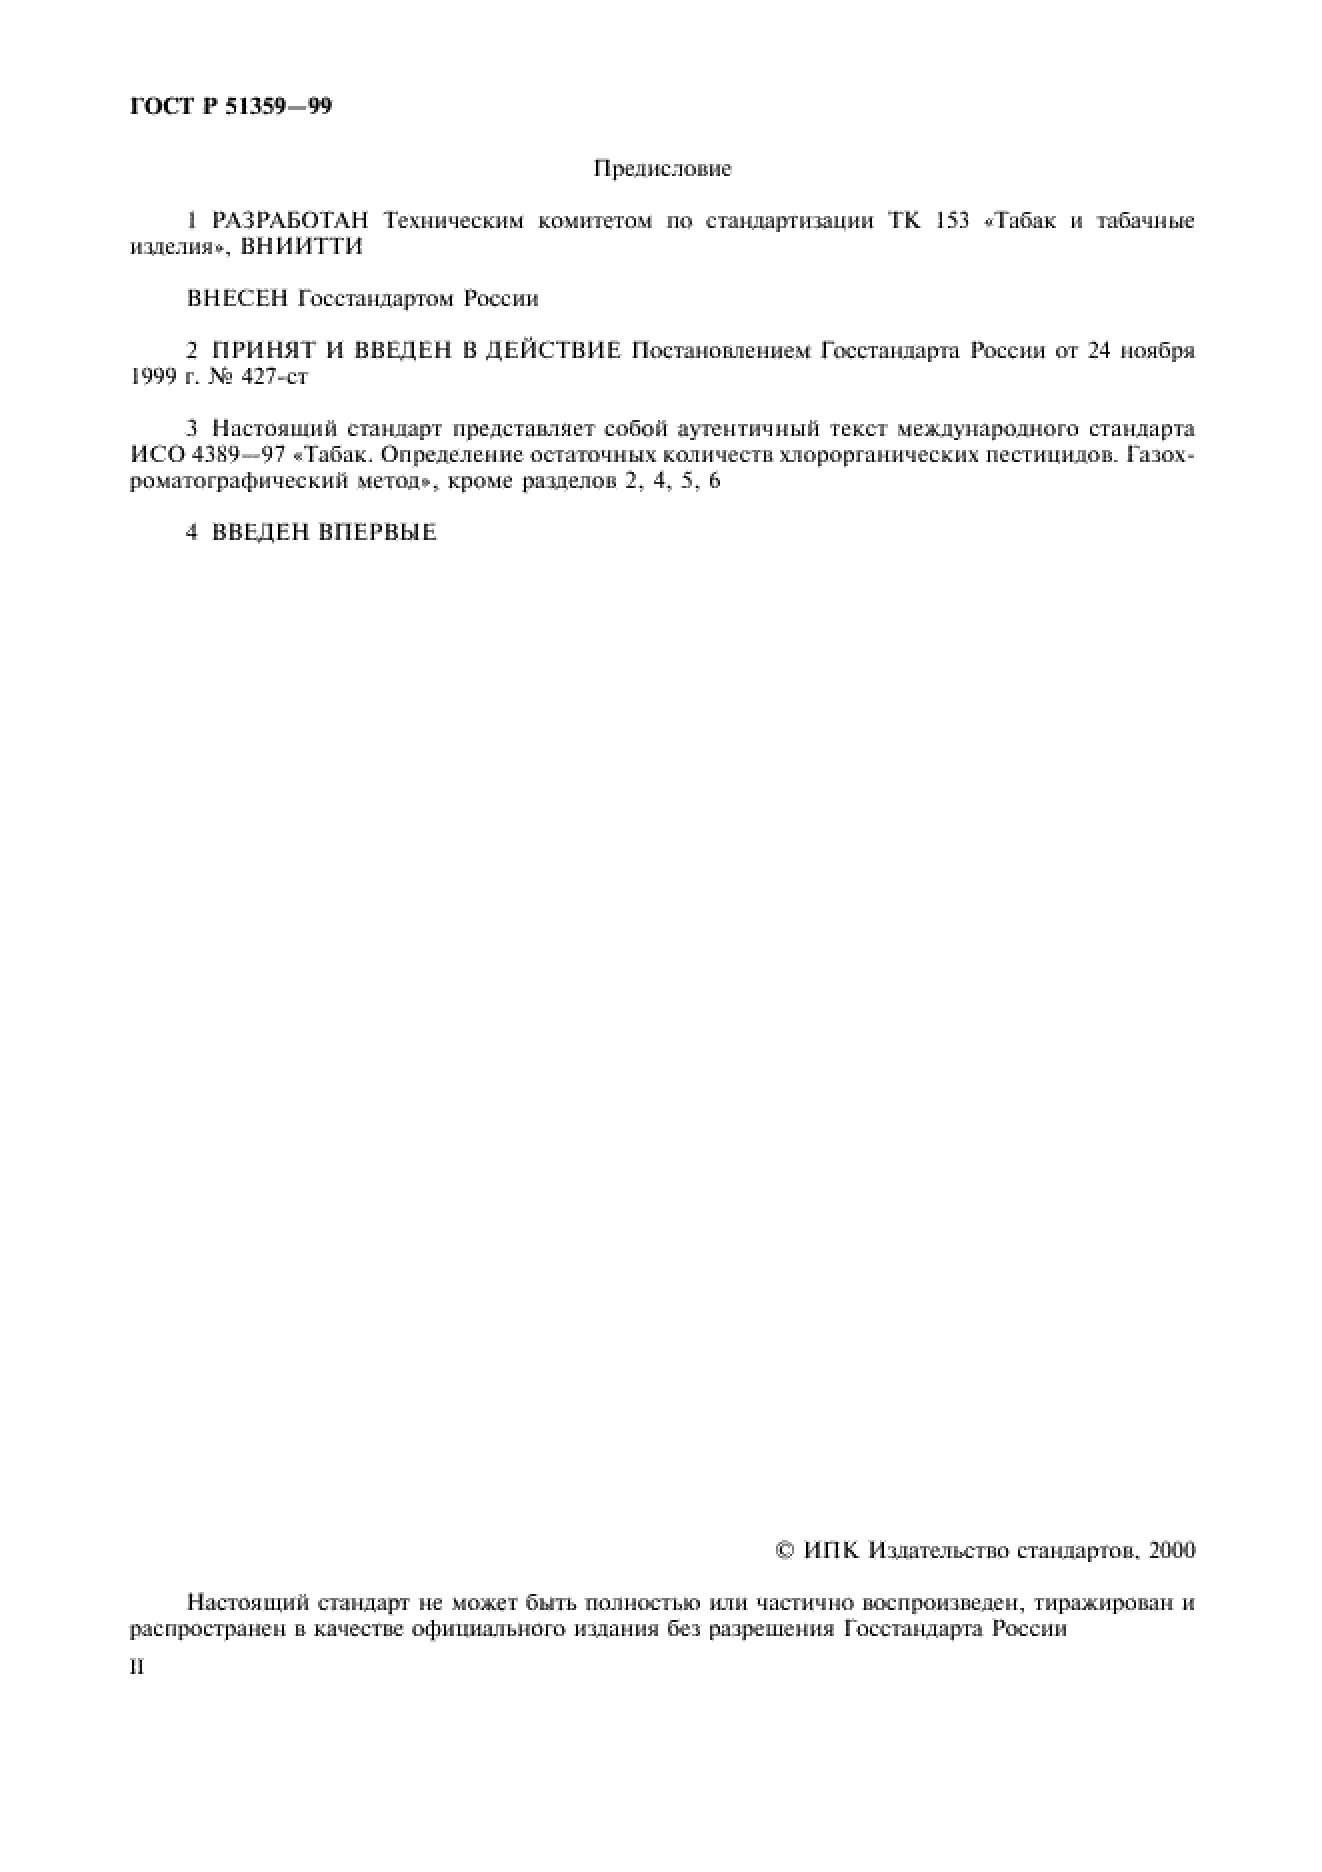 ГОСТ Р 51359—99
Предисловие
1 РАЗРАБОТАН Техническим комитетом по стандартизации ТК 153 «Табак и табачные
изделия», ВНИИТТИ
ВНЕСЕН Госстандартом России
2 ПРИНЯТ И ВВЕДЕН В ДЕЙСТВИЕ Постановлением Госстандарта России от 24 ноября
1999 г. № 427-ст
3 Настоящий стандарт представляет собой аутентичный текст международного стандарта
ИСО 4389—97 «Табак. Определение остаточных количеств хлорорганических пестицидов. Газох-
роматографический метод», кроме разделов 2, 4, 5, 6
4 ВВЕДЕН ВПЕРВЫЕ
© ИПК Издательство стандартов, 2000
Настоящий стандарт не может быть полностью или частично воспроизведен, тиражирован и
распространен в качестве официального издания без разрешения Госстандарта России
II